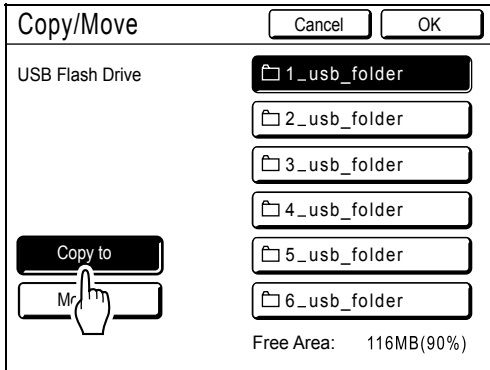 Copy/Move
Cancel
OK
USB Flash Drive
1_usb_folder
2_usb_folder
3_usb_folder
4_usb_folder
5_usb_folder
6_usb_folder
Copy to
Free Area: 116MB(90%)